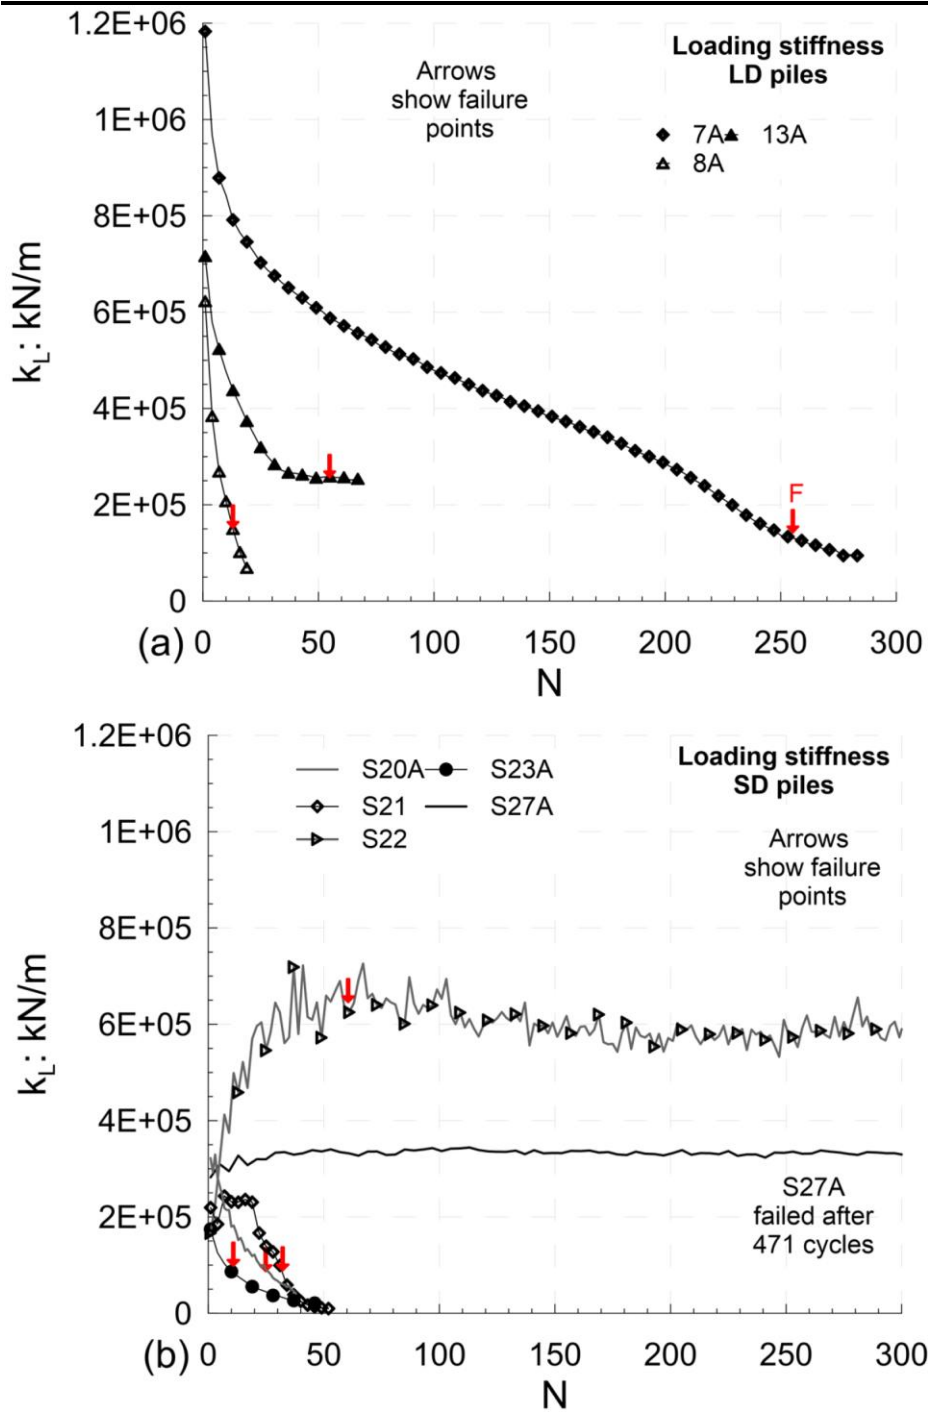 1.2E+06
1E+06
8E+05
6E+05
4E+05
2E+05
0
kL: kN/m
Arrows
show failure
points
Loading stiffness
LD piles
7A 13A
8A
F
(a) 0 50 100 150 200 250 300
N
1.2E+06
1E+06
8E+05
6E+05
4E+05
2E+05
0
kL: kN/m
S20A S23A
S21 S27A
S22
Loading stiffness
SD piles
Arrows
show failure
points
S27A
failed after
471 cycles
(b) 0 50 100 150 200 250 300
N